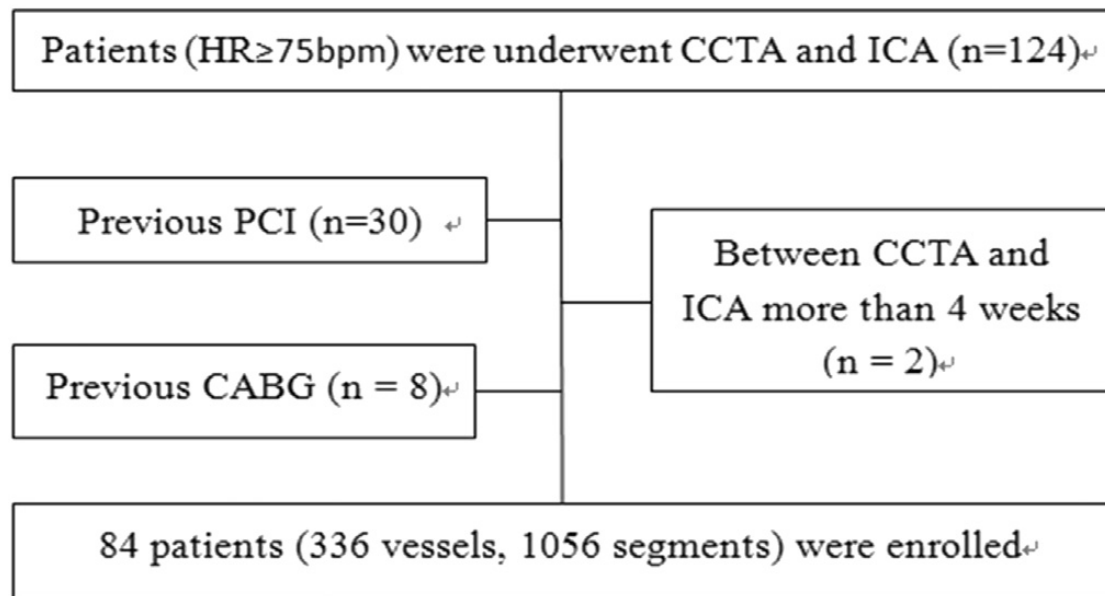 Patients (HR≥75bpm) were underwent CCTA and ICA (n=124)↵
Previous PCI (n=30) ↵
Between CCTA and
ICA more than 4 weeks
(n = 2)↵
Previous CABG (n = 8)↵
84 patients (336 vessels, 1056 segments) were enrolled↵